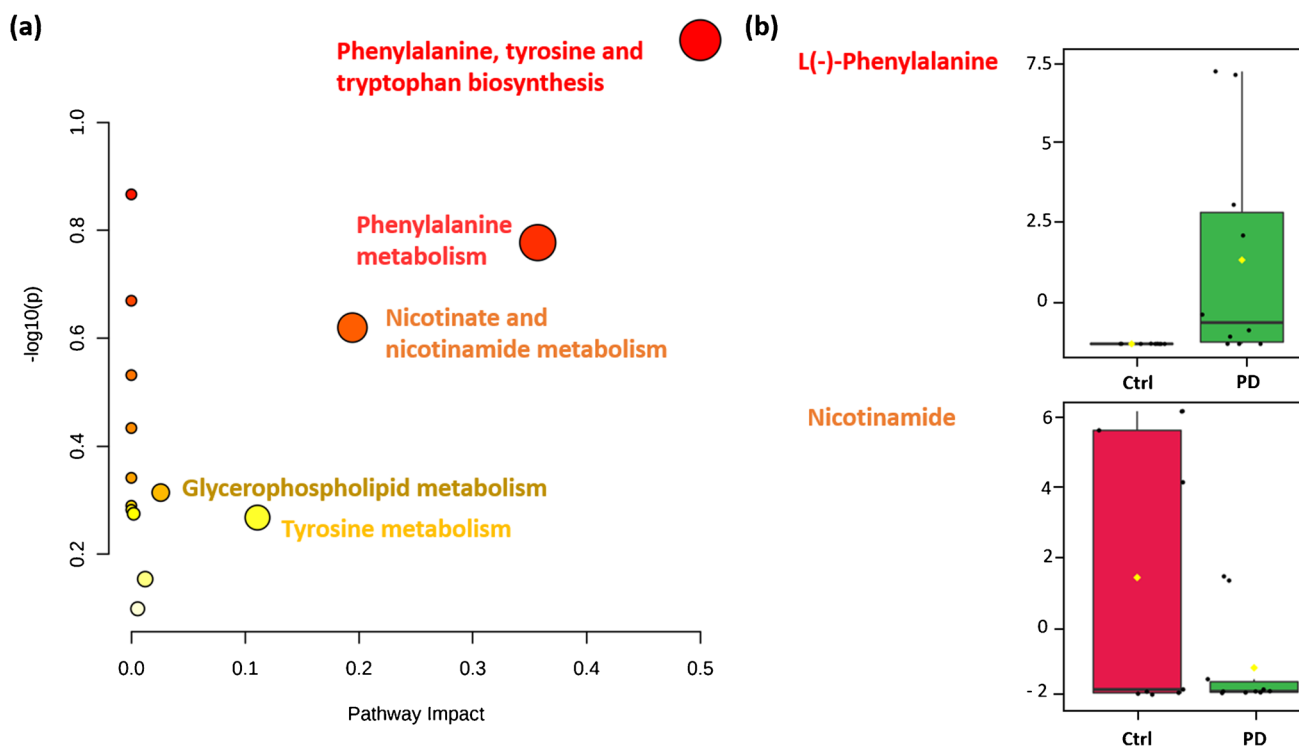 (a)
Phenylalanine, tyrosine and
tryptophan biosynthesis
Phenylalanine
metabolism
Nicotinate and
nicotinamide metabolism
Glycerophospholipid metabolism
Tyrosine metabolism
-log10(p)
1.0
0.8
0.6
0.4
0.2
0.0 0.1 0.2 0.3 0.4 0.5
Pathway Impact
(b)
L(-)-Phenylalanine
7.5
5
2.5
0
Ctrl PD
Nicotinamide
6
4
2
0
- 2
Ctrl PD